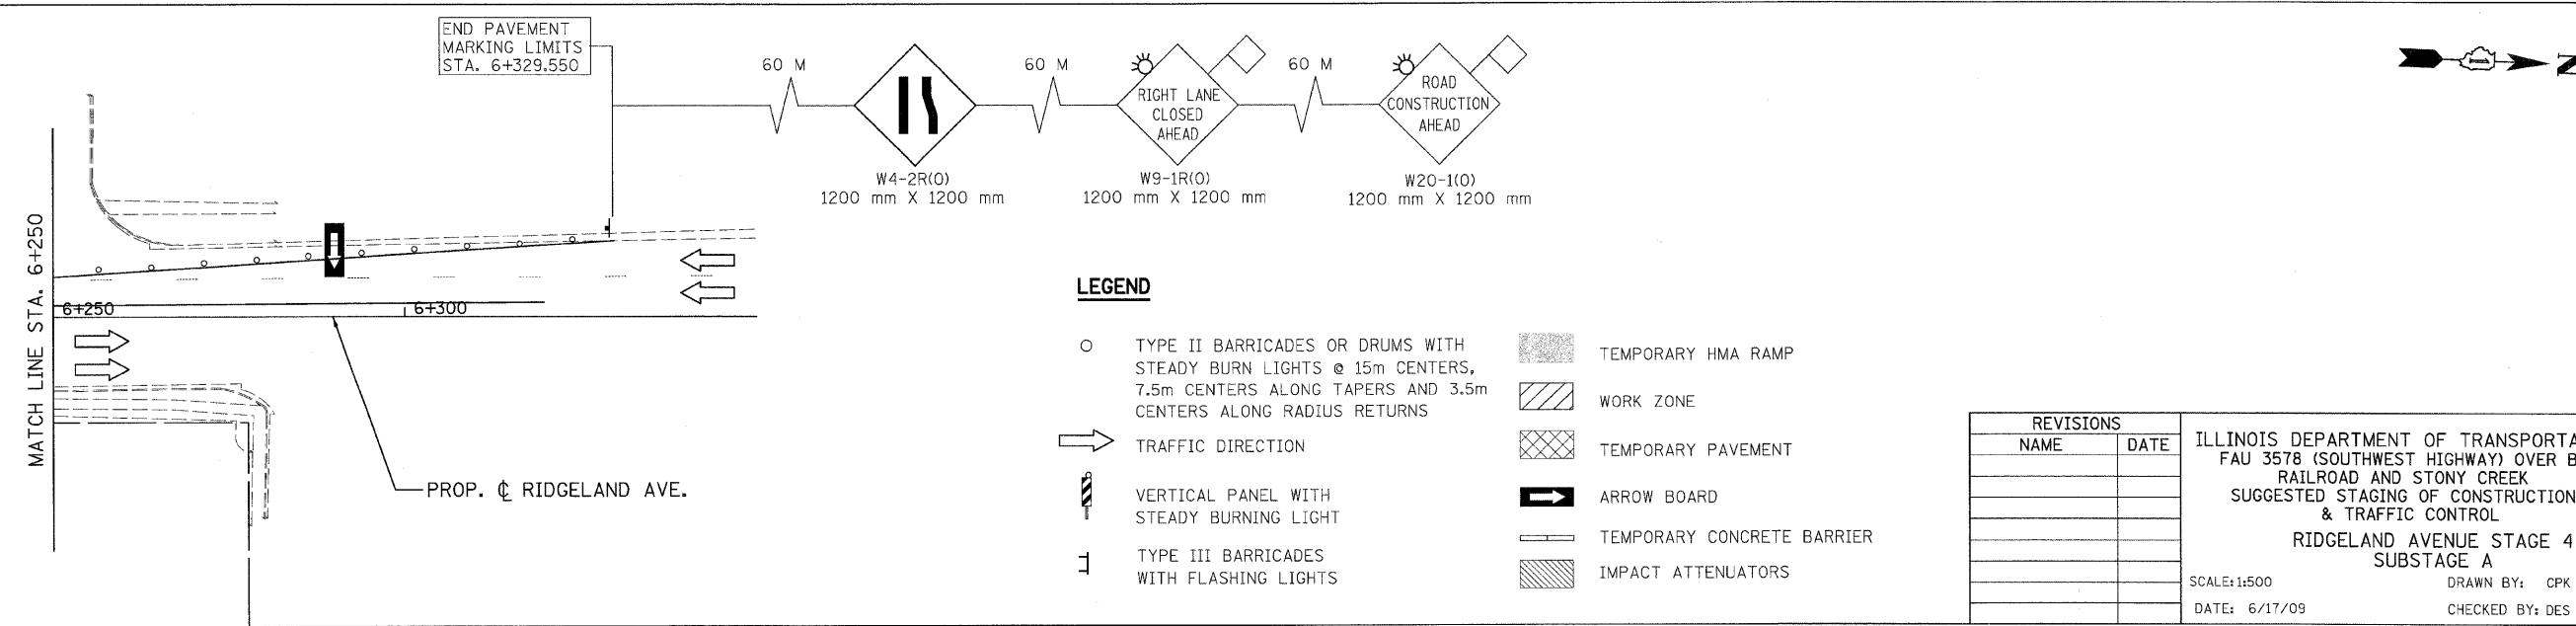 END PAVEMENT
MARKING LIMITS
STA. 6+329.550
60 M
60 M
60 M
RIGHT LANE
CLOSED
AHEAD
ROAD
CONSTRUCTION
AHEAD
W4-2R(O)
1200 mm X 1200 mm
W9-1R(O)
1200 mm X 1200 mm
W20-1(O)
1200 mm X 1200 mm
N
MATCH LINE STA. 6+250
6+250
6+300
PROP. ℄ RIDGELAND AVE.
LEGEND
TYPE II BARRICADES OR DRUMS WITH
STEADY BURN LIGHTS @ 15m CENTERS,
7.5m CENTERS ALONG TAPERS AND 3.5m
CENTERS ALONG RADIUS RETURNS
TRAFFIC DIRECTION
VERTICAL PANEL WITH
STEADY BURNING LIGHT
TYPE III BARRICADES
WITH FLASHING LIGHTS
TEMPORARY HMA RAMP
WORK ZONE
TEMPORARY PAVEMENT
ARROW BOARD
TEMPORARY CONCRETE BARRIER
IMPACT ATTENUATORS
REVISIONS
NAME DATE
ILLINOIS DEPARTMENT OF TRANSPORTA
FAU 3578 (SOUTHWEST HIGHWAY) OVER B
RAILROAD AND STONY CREEK
SUGGESTED STAGING OF CONSTRUCTION
& TRAFFIC CONTROL
RIDGELAND AVENUE STAGE 4
SUBSTAGE A
SCALE:1:500 DRAWN BY: CPK
DATE: 6/17/09 CHECKED BY: DES